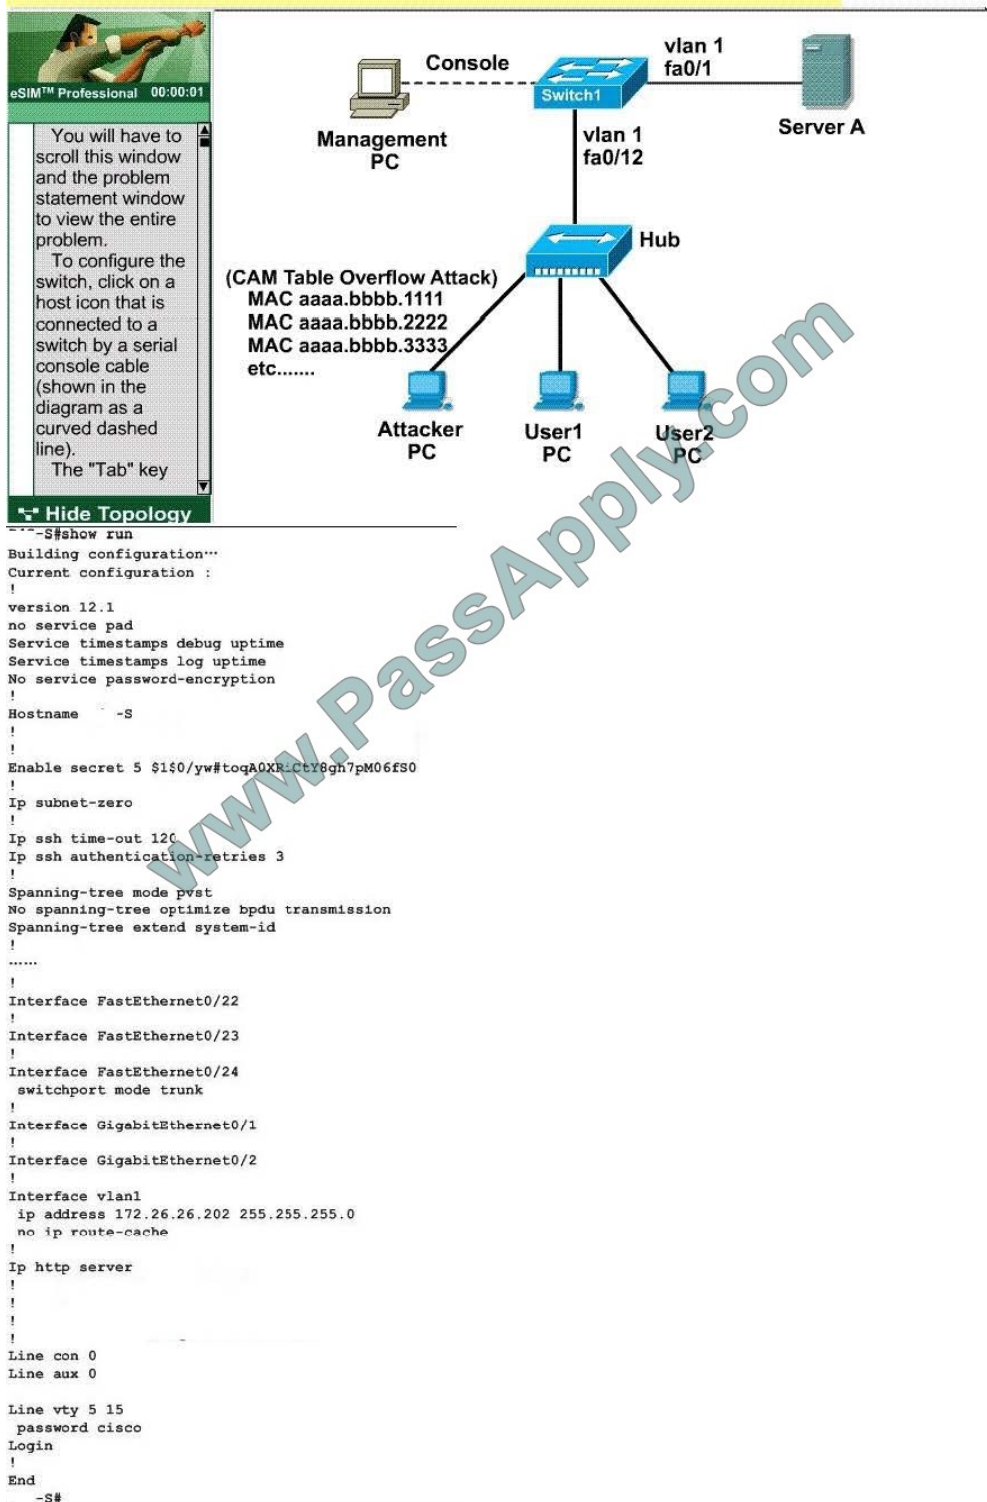 eSIM™ Professional 00:00:01
You will have to
scroll this window
and the problem
statement window
to view the entire
problem.
To configure the
switch, click on a
host icon that is
connected to a
switch by a serial
console cable
(shown in the
diagram as a
curved dashed
line).
The "Tab" key
Hide Topology
Console
vlan 1
fa0/1
Switch1
Management
PC
Server A
vlan 1
fa0/12
Hub
(CAM Table Overflow Attack)
MAC aaaa.bbbb.1111
MAC aaaa.bbbb.2222
MAC aaaa.bbbb.3333
etc.......
Attacker
PC
User1
PC
User2
PC
www.PassApply.com
-S#show run
Building configuration…
Current configuration :
!
version 12.1
no service pad
Service timestamps debug uptime
Service timestamps log uptime
No service password-encryption
!
Hostname -S
!
!
Enable secret 5 $1$0/yw#toqA0XRiCtY8gh7pM06fS0
!
Ip subnet-zero
!
Ip ssh time-out 120
Ip ssh authentication-retries 3
!
Spanning-tree mode pvst
No spanning-tree optimize bpdu transmission
Spanning-tree extend system-id
!
……
!
Interface FastEthernet0/22
!
Interface FastEthernet0/23
!
Interface FastEthernet0/24
switchport mode trunk
!
Interface GigabitEthernet0/1
!
Interface GigabitEthernet0/2
!
Interface vlan1
ip address 172.26.26.202 255.255.255.0
no ip route-cache
!
Ip http server
!
!
!
!
Line con 0
Line aux 0
Line vty 5 15
password cisco
Login
!
End
-S#